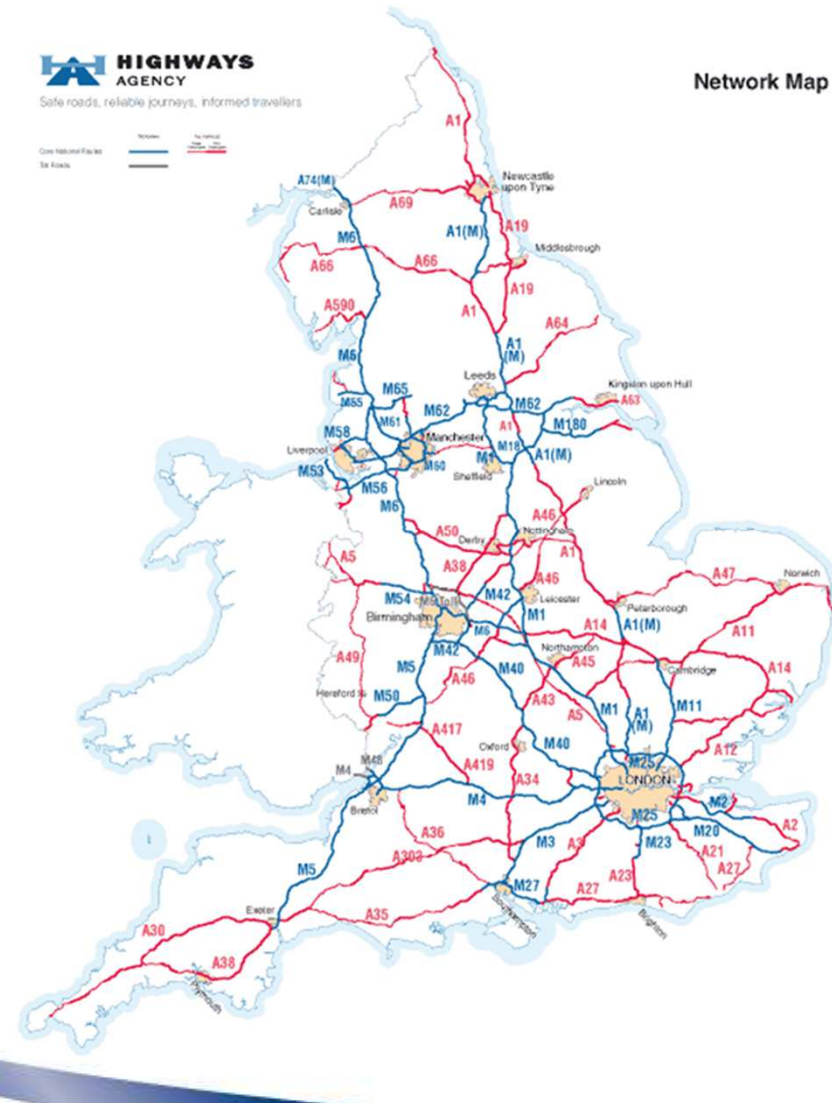 HIGHWAYS
AGENCY
Safe roads, reliable journeys, informed travellers
Network Map
Core National Routes
Toll Roads
A1
Newcastle
upon Tyne
A74(M)
Carlisle
A69
A19
M6
A1(M)
Middlesbrough
A66
A66
A19
A590
A1
A64
M6
A1
(M)
Leeds
Kingston upon Hull
M65
M55
M62
M62
A63
M61
A1
M180
M58
Manchester
M18
Liverpool
M60
M1
A1(M)
M53
Sheffield
M56
Lincoln
M6
A46
A50
Nottingham
Derby
A5
A1
A38
A46
A47
Norwich
M54
M42
Leicester
Peterborough
Birmingham
M1
A1(M)
A11
M6
A14
M42
Northampton
A49
M5
M40
A45
Cambridge
A14
A46
Hereford
M50
A43
M1
A1
(M)
M11
A5
A417
Oxford
M40
A12
M48
A419
M25
M4
A34
LONDON
M4
M2
Bristol
M25
A2
A36
M3
A3
M23
M20
A303
A21
M5
A27
M27
A23
A27
Exeter
A35
Southampton
Brighton
A30
A38
Plymouth